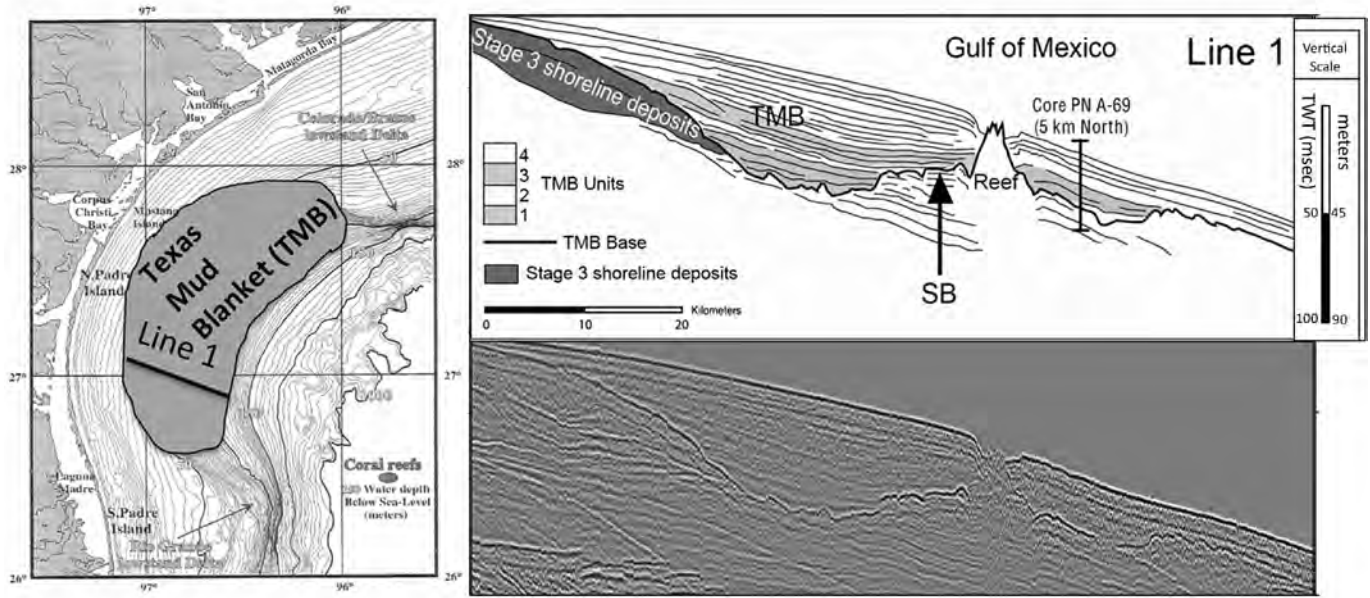 97°
96°
Matagorda Bay
San
Antonio
Bay
Colorado/Brazos
lowstand Delta
28°
28°
Corpus
Christi
Bay
Mustang
Island
N.Padre
Island
Texas
Mud
Blanket (TMB)
Line 1
27°
27°
Coral reefs
Water depth
Below Sea-Level
(meters)
Laguna
Madre
S.Padre
Island
Rio Grande
lowstand Delta
26°
26°
97°
96°
Stage 3 shoreline deposits
Gulf of Mexico
Line 1
TMB
Core PN A-69
(5 km North)
Reef
SB
4
3
2
1
TMB Units
TMB Base
Stage 3 shoreline deposits
0 10 20 Kilometers
Vertical
Scale
TWT (msec)
meters
50 45
100 90